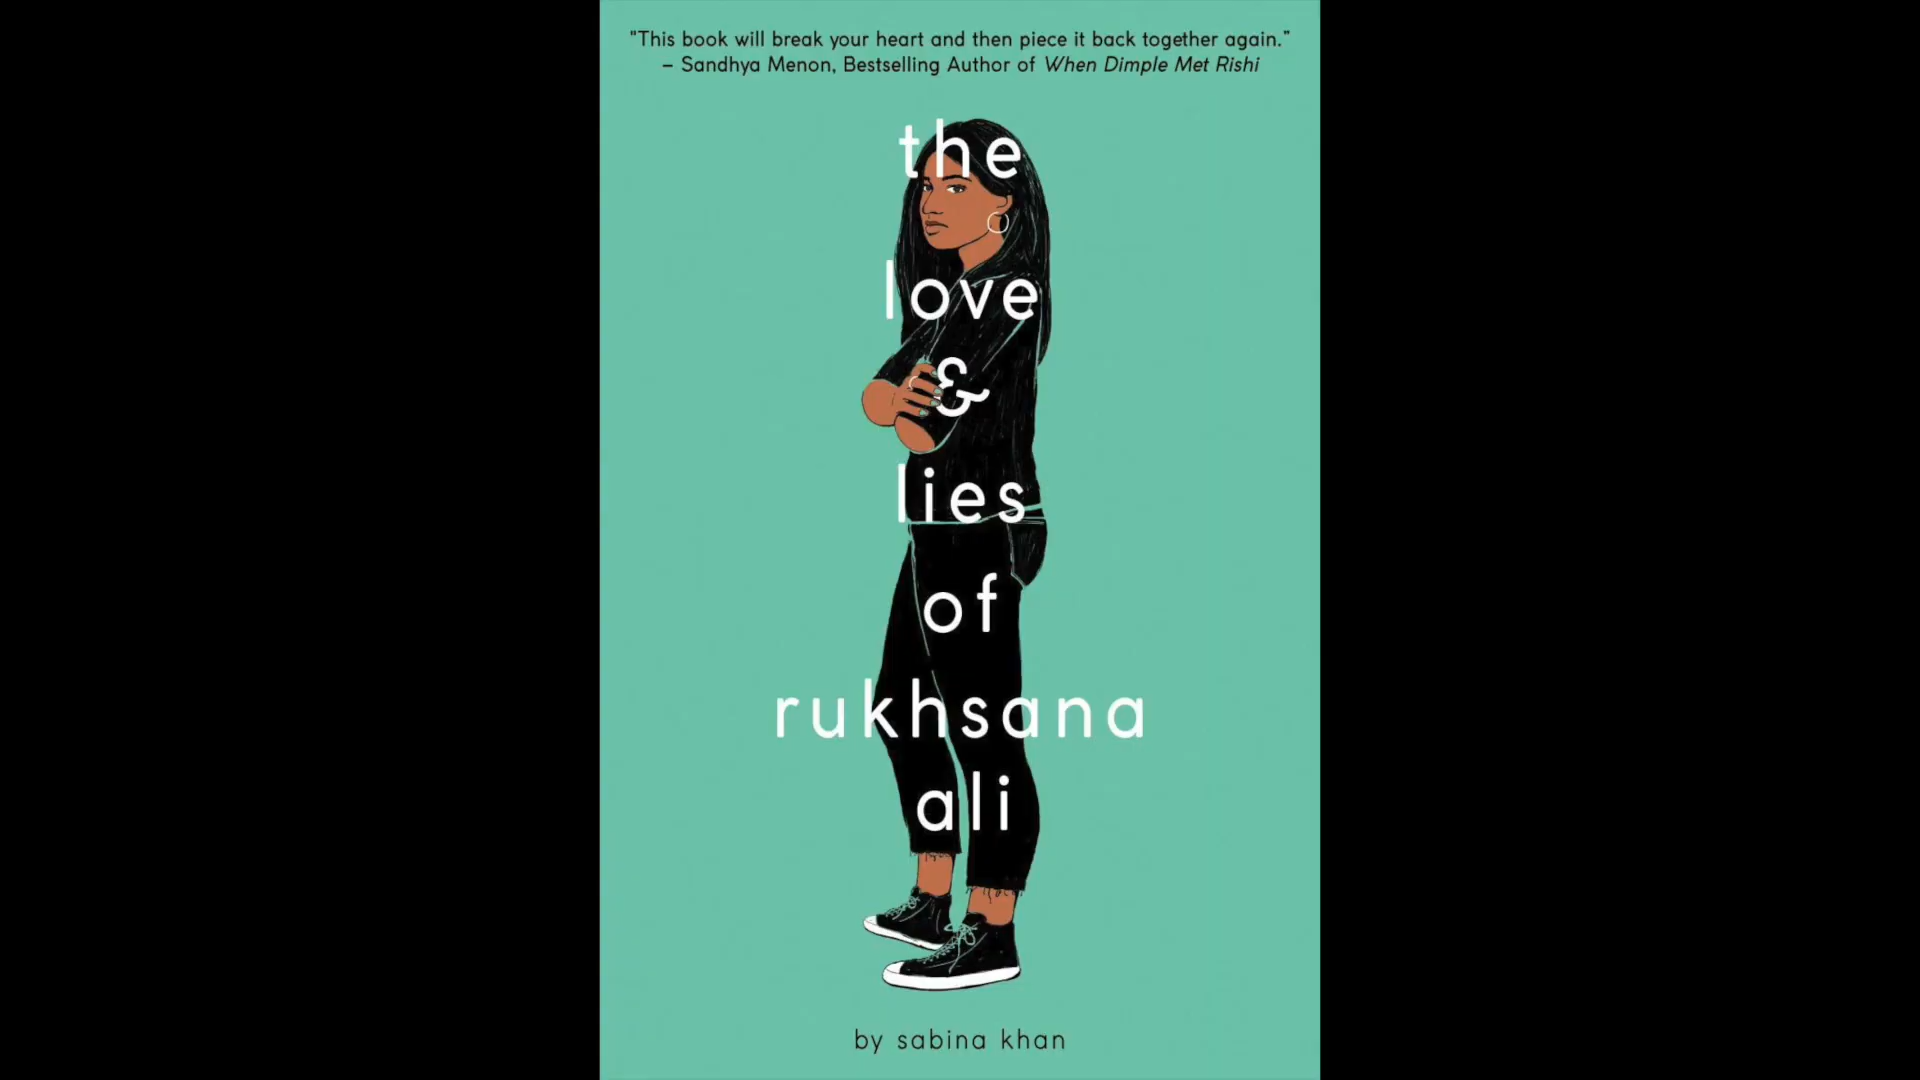 "This book will break your heart and then piece it back together again."
– Sandhya Menon, Bestselling Author of When Dimple Met Rishi
the
love
&
lies
of
rukhsana
ali
by sabina khan